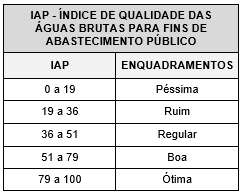 IAP - ÍNDICE DE QUALIDADE DAS
ÁGUAS BRUTAS PARA FINS DE
ABASTECIMENTO PÚBLICO
IAP ENQUADRAMENTOS
0 a 19 Péssima
19 a 36 Ruim
36 a 51 Regular
51 a 79 Boa
79 a 100 Ótima